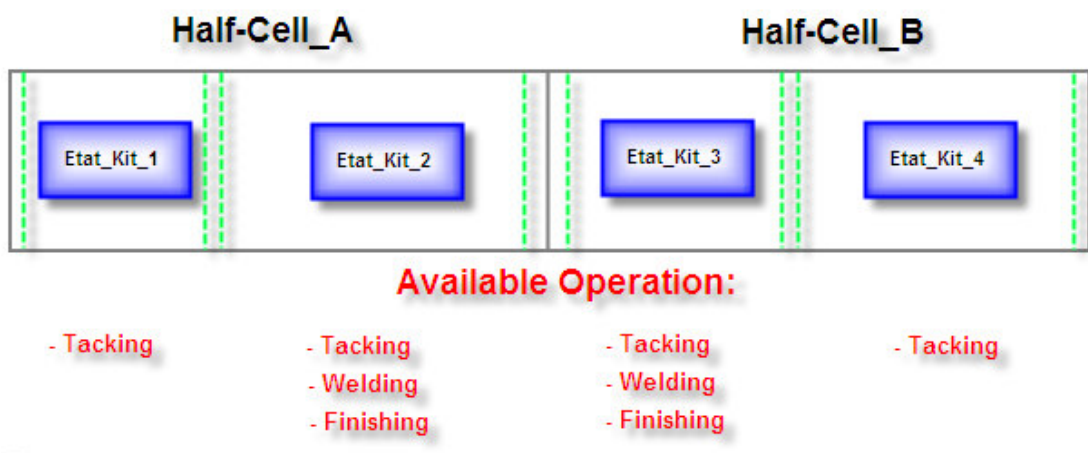 Half-Cell_A Half-Cell_B
Etat_Kit_1 Etat_Kit_2 Etat_Kit_3 Etat_Kit_4
Available Operation:
- Tacking - Tacking - Tacking - Tacking
- Welding - Welding
- Finishing - Finishing